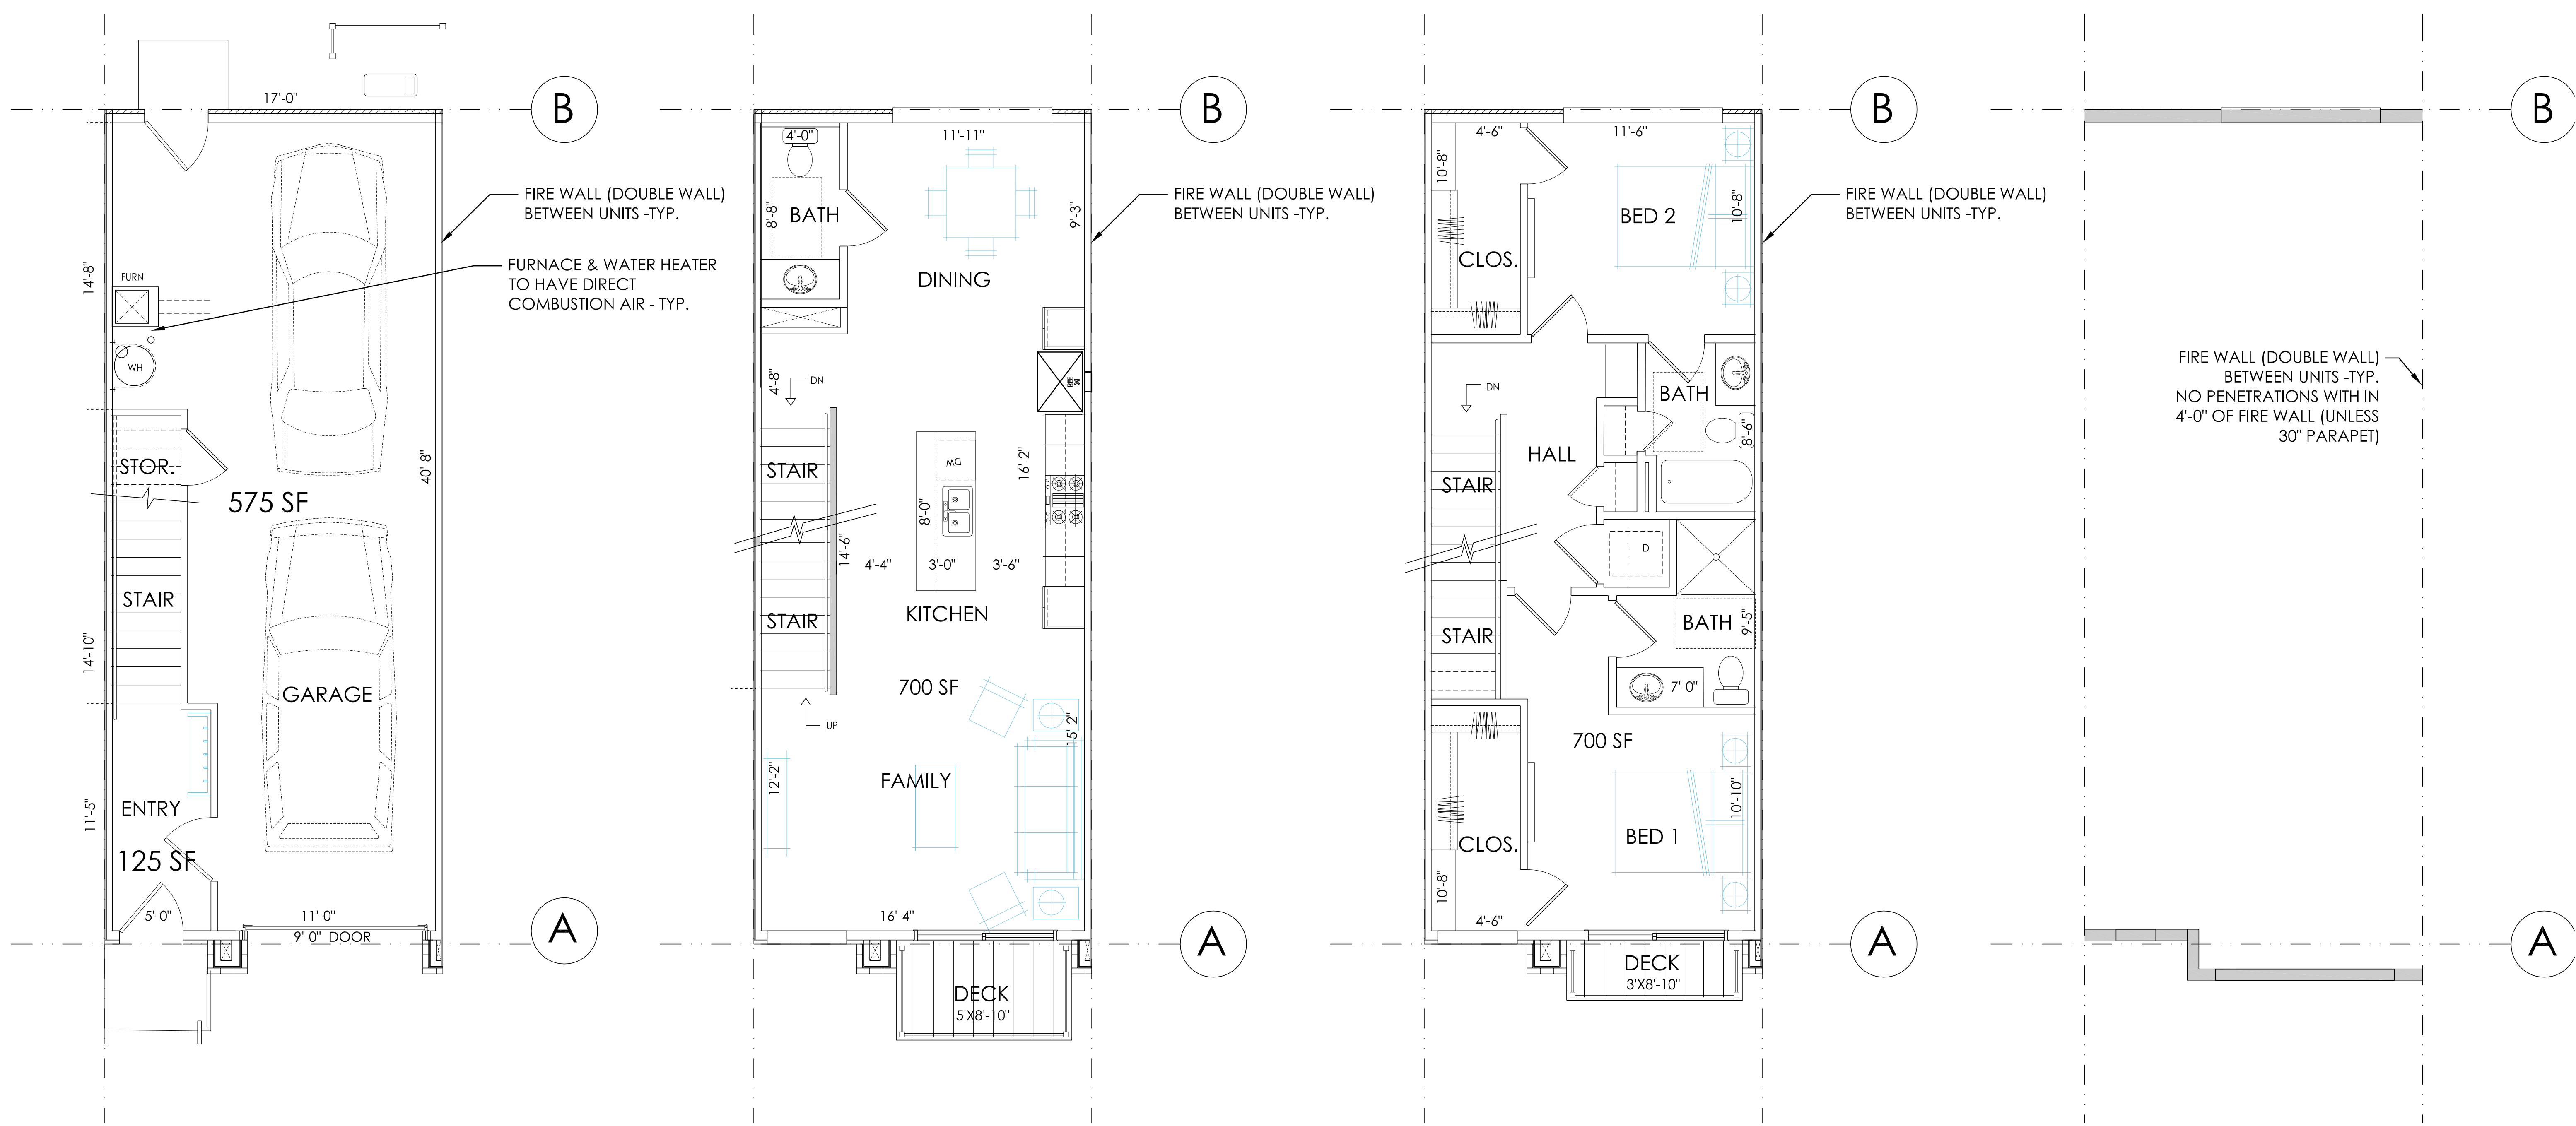 17'-0"
B
FIRE WALL (DOUBLE WALL)
BETWEEN UNITS -TYP.
FURNACE & WATER HEATER
TO HAVE DIRECT
COMBUSTION AIR - TYP.
14'-8"
FURN
WH
STOR.
40'-8"
575 SF
STAIR
14'-10"
GARAGE
ENTRY
11'-5"
125 SF
5'-0"
11'-0"
9'-0" DOOR
A
4'-0"
11'-11"
B
FIRE WALL (DOUBLE WALL)
BETWEEN UNITS -TYP.
8'-8"
BATH
9'-3"
DINING
4'-8"
DN
STAIR
DW
16'-2"
8'-0"
14'-6"
4'-4"
3'-0"
3'-6"
STAIR
KITCHEN
700 SF
UP
15'-2"
12'-2"
FAMILY
16'-4"
A
DECK
5'X8'-10"
4'-6"
11'-6"
B
10'-8"
FIRE WALL (DOUBLE WALL)
BETWEEN UNITS -TYP.
BED 2
10'-8"
CLOS.
DN
BATH
8'-6"
HALL
STAIR
D
STAIR
BATH
9'-5"
7'-0"
700 SF
10'-10"
BED 1
CLOS.
10'-8"
4'-6"
A
DECK
3'X8'-10"
B
FIRE WALL (DOUBLE WALL)
BETWEEN UNITS -TYP.
NO PENETRATIONS WITH IN
4'-0" OF FIRE WALL (UNLESS
30" PARAPET)
A